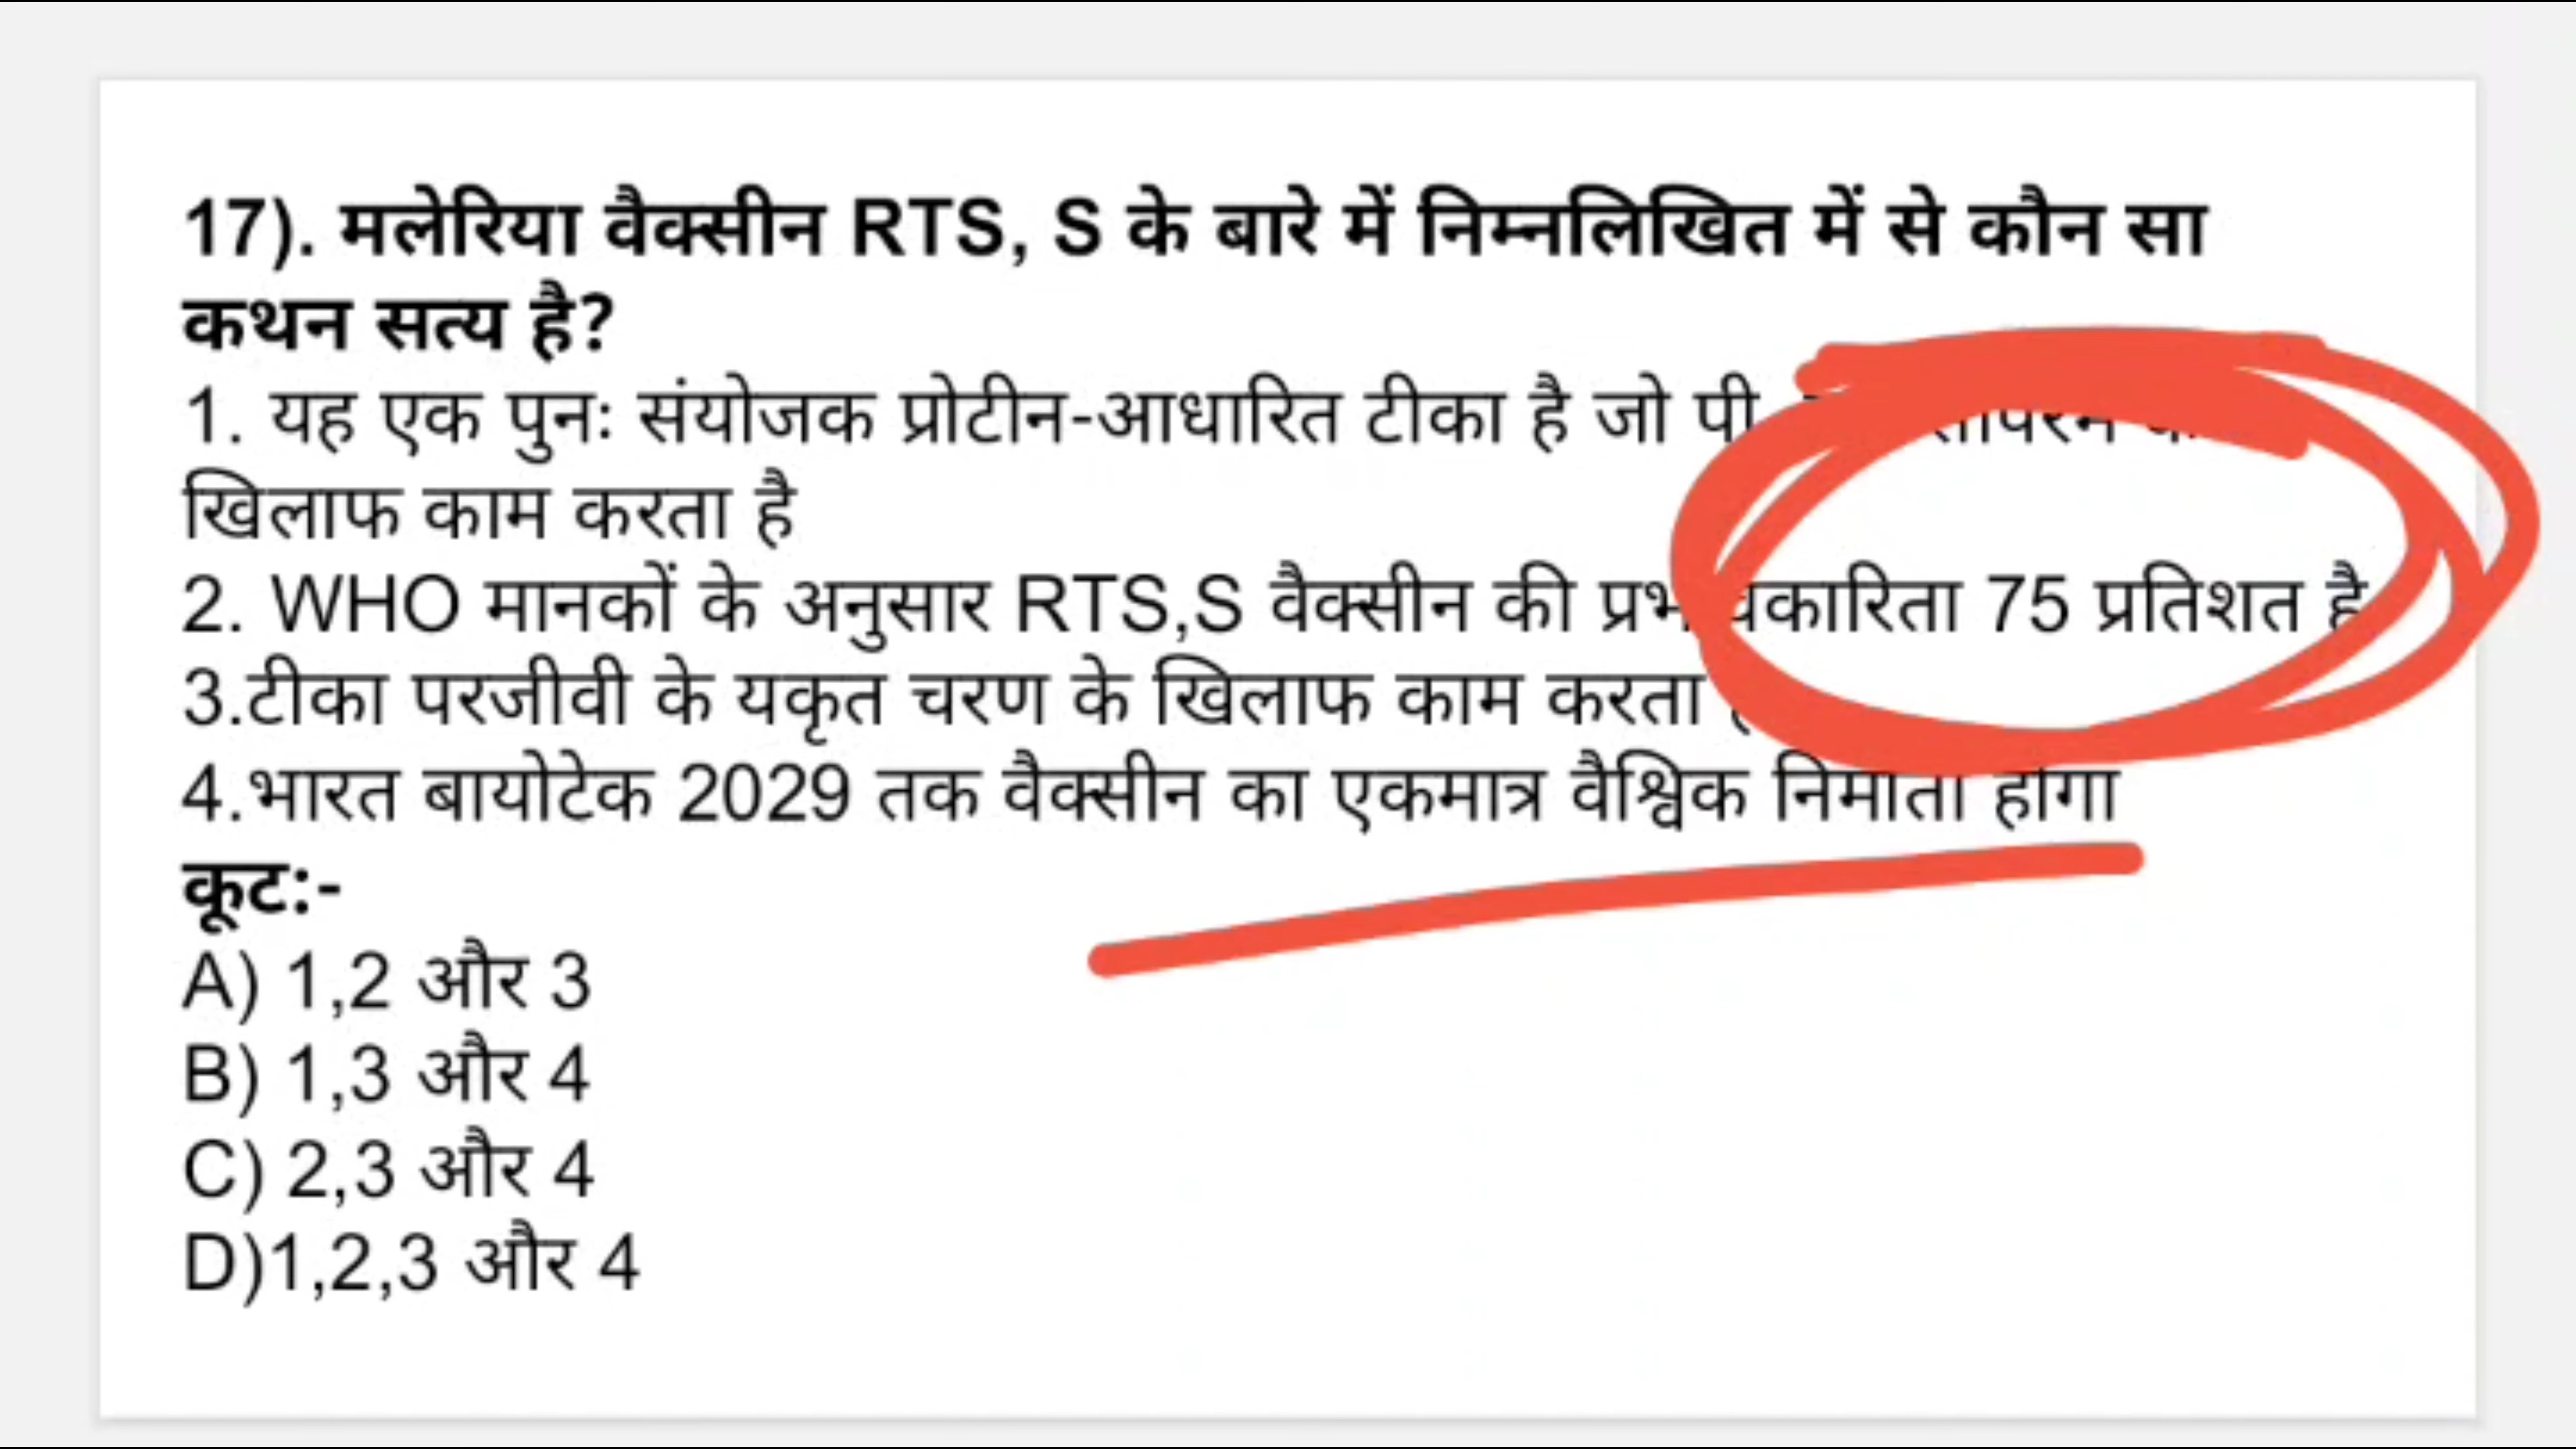 17). मलेरिया वैक्सीन RTS, S के बारे में निम्नलिखित में से कौन सा
कथन सत्य है?
1. यह एक पुनः संयोजक प्रोटीन-आधारित टीका है जो पी
खिलाफ काम करता है
2. WHO मानकों के अनुसार RTS,S वैक्सीन की प्रभावकारिता 75 प्रतिशत है
3.टीका परजीवी के यकृत चरण के खिलाफ काम करता
4.भारत बायोटेक 2029 तक वैक्सीन का एकमात्र वैश्विक निर्माता होगा
कूट:-
A) 1,2 और 3
B) 1,3 और 4
C) 2,3 और 4
D)1,2,3 और 4